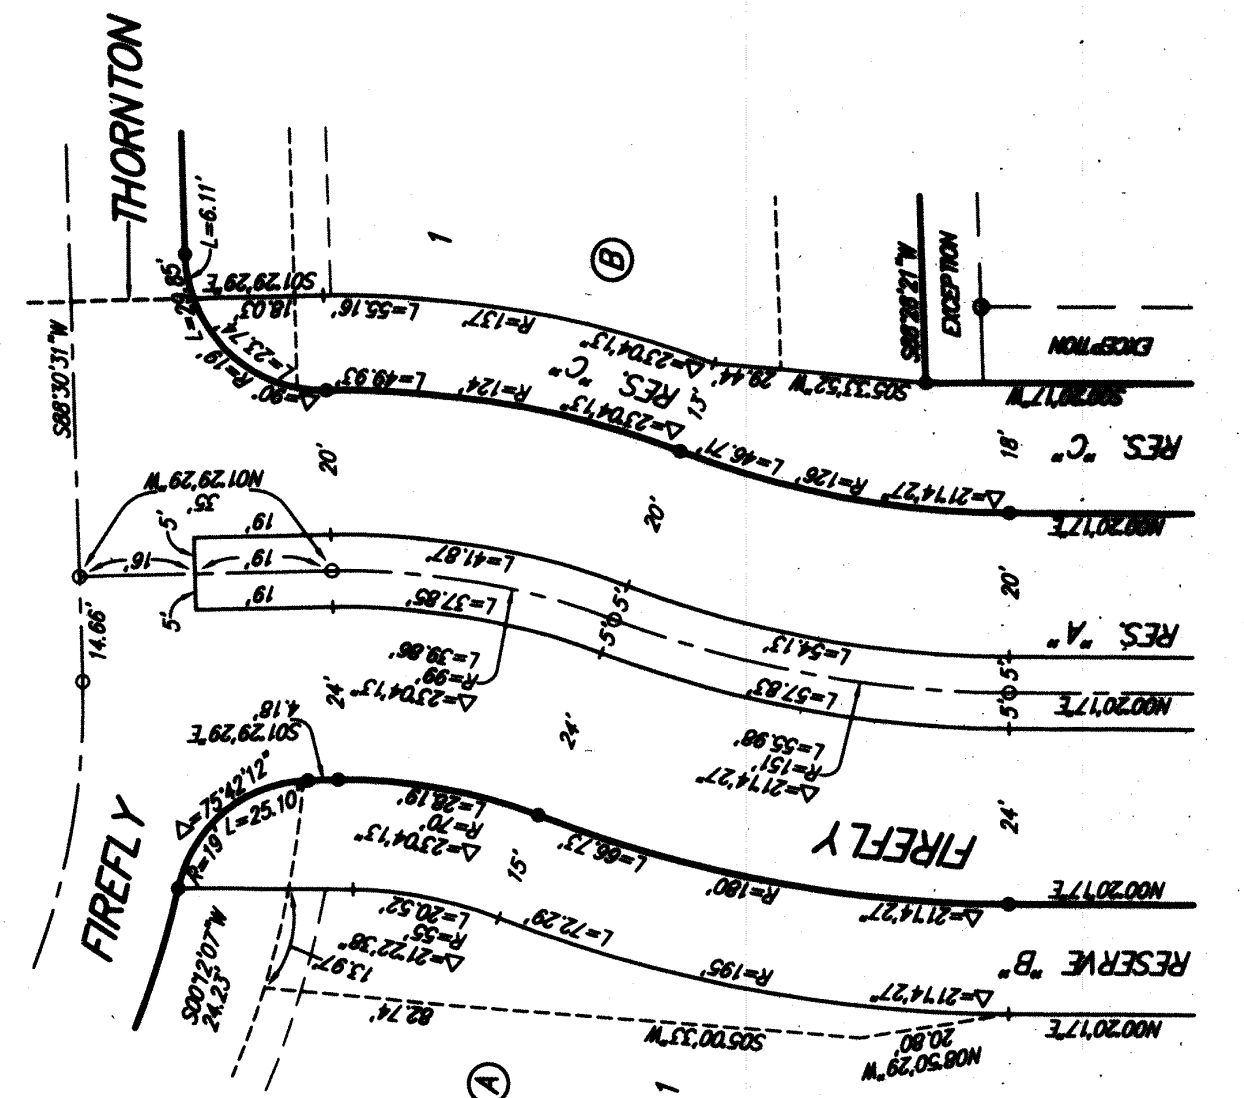 THORNTON
L=6.11'
L=29.85'
S01°29'29"E
18.03'
L=23.74'
R=19'
Δ=90°
S88°30'31"W
1
B
L=55.16'
R=137'
Δ=23°04'13"
RES. "C"
13'
29.44'
S05°33'52"W
L=49.93'
R=124'
Δ=23°04'13"
L=46.71'
R=126'
Δ=21°14'27"
S88°28'21"W
EXCEPTION
EXCEPTION
S00°20'17"W
18'
RES. "C"
N00°20'17"E
20'
20'
20'
N01°29'29"W
35'
5'
16'
19'
19'
19'
5'
14.66'
L=41.87'
L=37.85'
5'
5'
L=39.86'
R=99'
Δ=23°04'13"
L=54.13'
L=57.83'
L=55.98'
R=151'
Δ=21°14'27"
RES. "A"
5'
5'
N00°20'17"E
24'
24'
24'
S01°29'29"E
4.18'
Δ=75°42'12"
L=25.10'
R=19'
FIREFLY
L=28.19'
R=70'
Δ=23°04'13"
15'
L=66.73'
R=180'
Δ=21°14'27"
FIREFLY
N00°20'17"E
S00°12'07"W
24.23'
L=20.52'
R=55'
Δ=21°22'38"
13.97'
L=72.29'
R=195'
Δ=21°14'27"
RESERVE "B"
N00°20'17"E
82.74'
S05°00'33"W
20.80'
N08°50'29"W
A
1